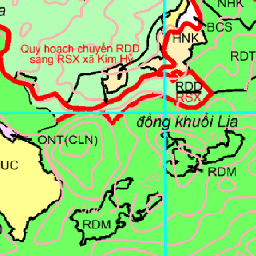 NHK
BCS
HNK
Quy hoạch chuyển RDD
sang RSX xã Kim Hỷ
RDT
RDD
RSX
đồng khuổi Lia
ONT(CLN)
UC
RDM
RDM